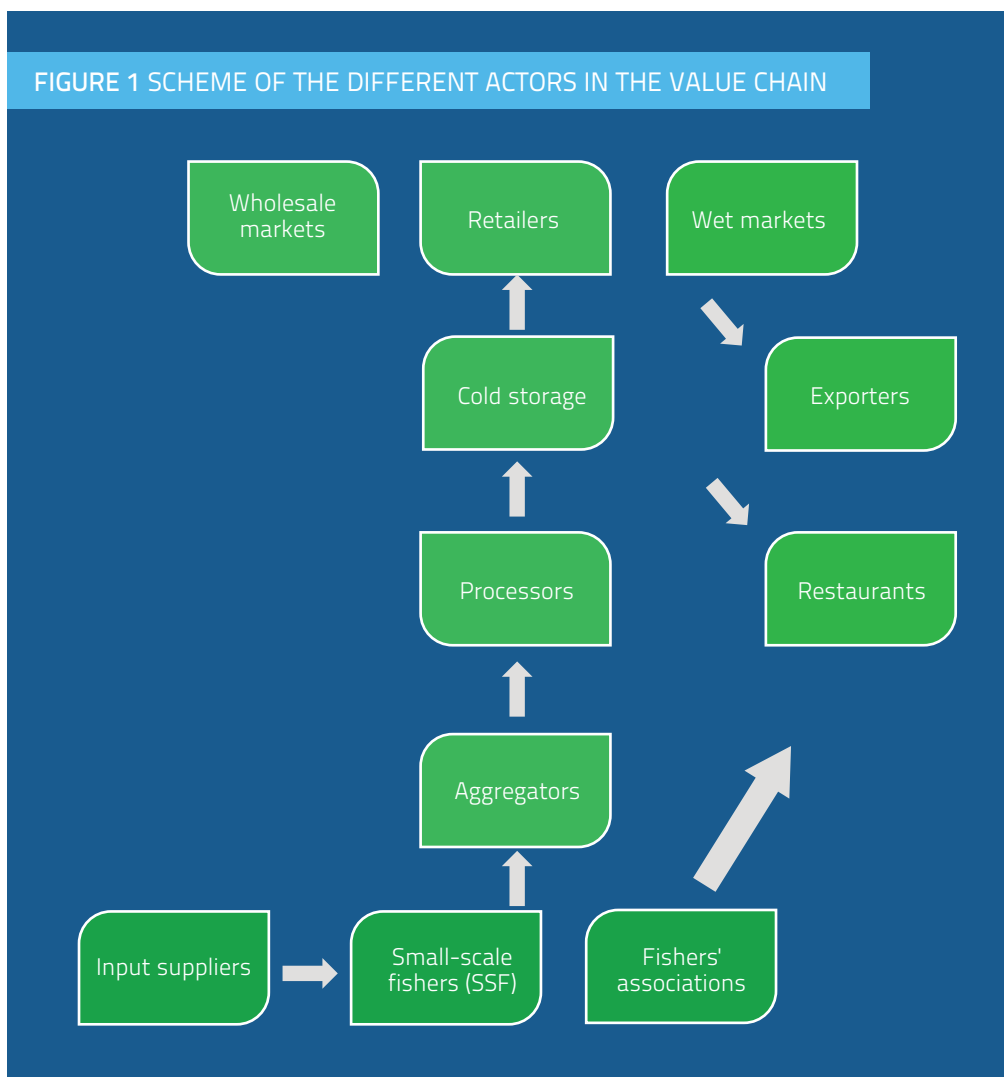 FIGURE 1 SCHEME OF THE DIFFERENT ACTORS IN THE VALUE CHAIN
Wholesale
markets
Retailers
Wet markets
Cold storage
Exporters
Processors
Restaurants
Aggregators
Input suppliers
Small-scale
fishers (SSF)
Fishers'
associations